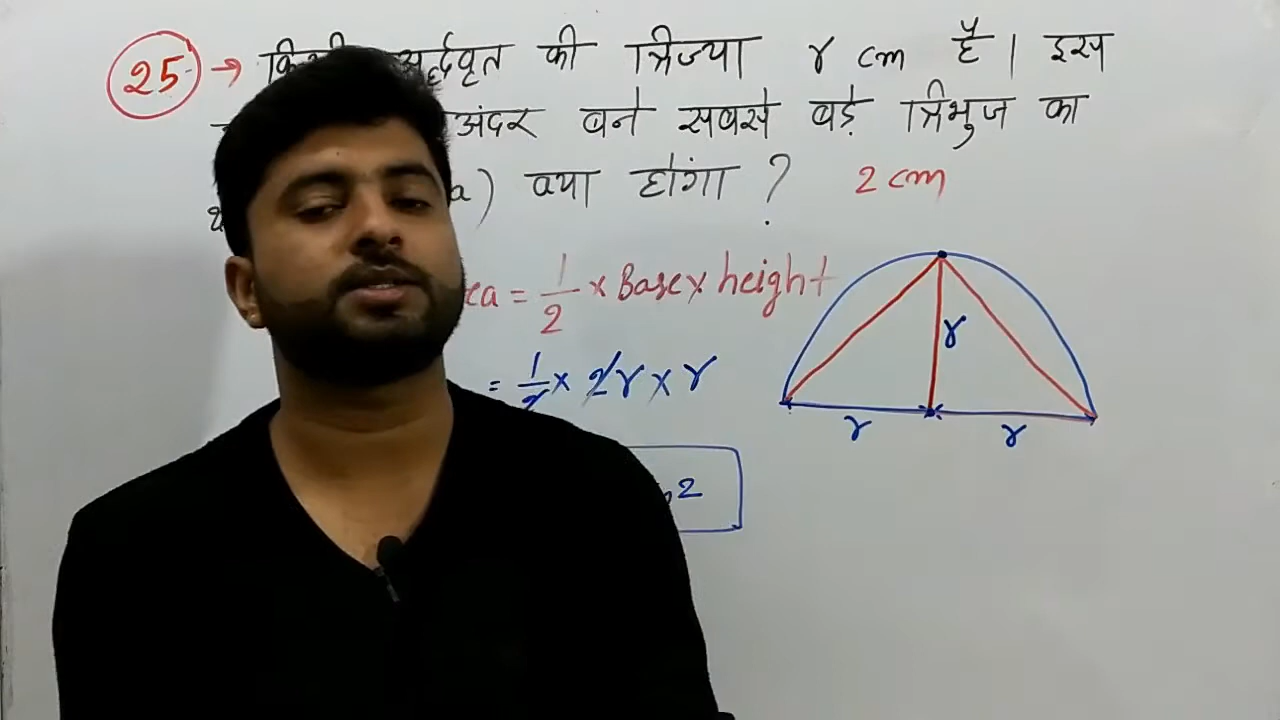 25 → अर्द्धवृत की त्रिज्या r cm है। इस
अंदर बने सबसे बड़े त्रिभुज का
a) क्या होगा ? 2 cm
ea = 1/2 x Base x height
= 1/2 x 2r x r
2
r
r r